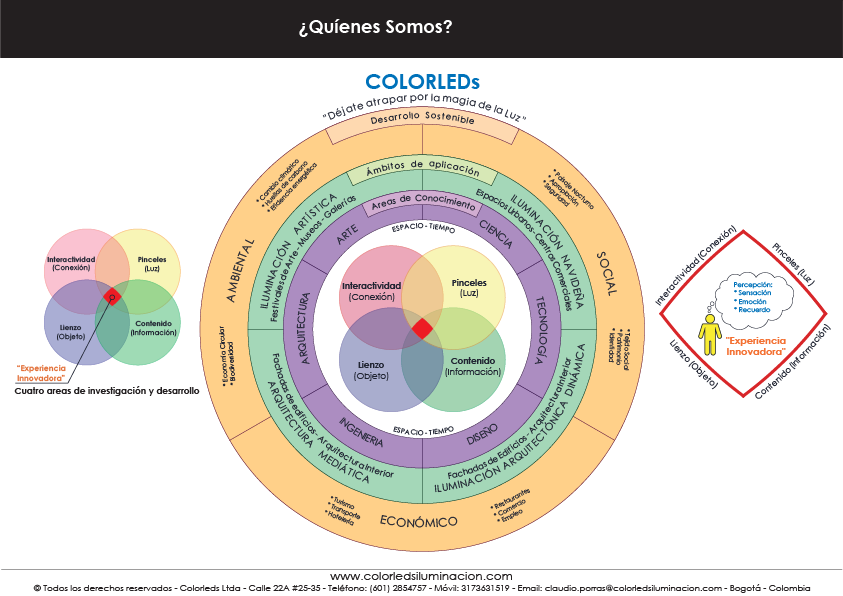 ¿Quíenes Somos?
COLORLEDs
"Déjate atrapar por la magia de la Luz"
Desarrollo Sostenible
* Cambio climático
* Huellas de carbono
* Eficiencia energética
Ámbitos de aplicación
* Paisaje Nocturno
* Apropiación
* Seguridad
ILUMINACIÓN ARTÍSTICA
Festivales de Arte - Museos - Galerías
Areas de Conocimiento
ILUMINACIÓN NAVIDEÑA
Espacios Urbanos - Centros Comerciales
ARTE
ESPACIO - TIEMPO
CIENCIA
AMBIENTAL
SOCIAL
Interactividad
(Conexión)
Pinceles
(Luz)
Lienzo
(Objeto)
Contenido
(Información)
"Experiencia
Innovadora"
Cuatro areas de investigación y desarrollo
Interactividad
(Conexión)
Pinceles
(Luz)
Lienzo
(Objeto)
Contenido
(Información)
ARQUITECTURA
TECNOLOGÍA
Interactividad (Conexión)
Pinceles (Luz)
Percepción:
* Sensación
* Emoción
* Recuerdo
"Experiencia
Innovadora"
Lienzo (Objeto)
Contenido (Información)
* Economía Circular
* Biodiveridad
* Tejido Social
* Patrimonio
* Identidad
INGENIERIA
ESPACIO - TIEMPO
DISEÑO
Fachadas de edificios - Arquitectura Interior
ARQUITECTURA MEDIÁTICA
Fachadas de Edificios - Arquitectura Interior
ILUMINACIÓN ARQUITECTÓNICA DINÁMICA
* Turismo
* Transporte
* Hotelería
ECONÓMICO
* Restaurantes
* Comercio
* Empleo
www.colorledsiluminacion.com
© Todos los derechos reservados - Colorleds Ltda - Calle 22A #25-35 - Teléfono: (601) 2854757 - Móvil: 3173631519 - Email: claudio.porras@colorledsiluminacion.com - Bogotá - Colombia